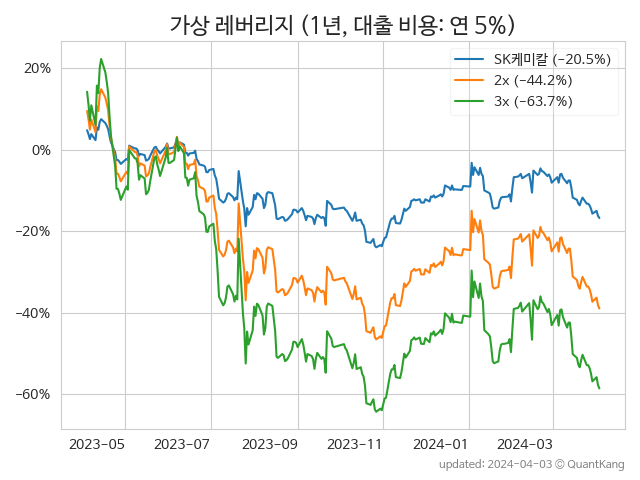 가상 레버리지 (1년, 대출 비용: 연 5%)
SK케미칼 (−20.5%)
2x (−44.2%)
3x (−63.7%)
20%
0%
−20%
−40%
−60%
2023-05
2023-07
2023-09
2023-11
2024-01
2024-03
updated: 2024-04-03 © QuantKang